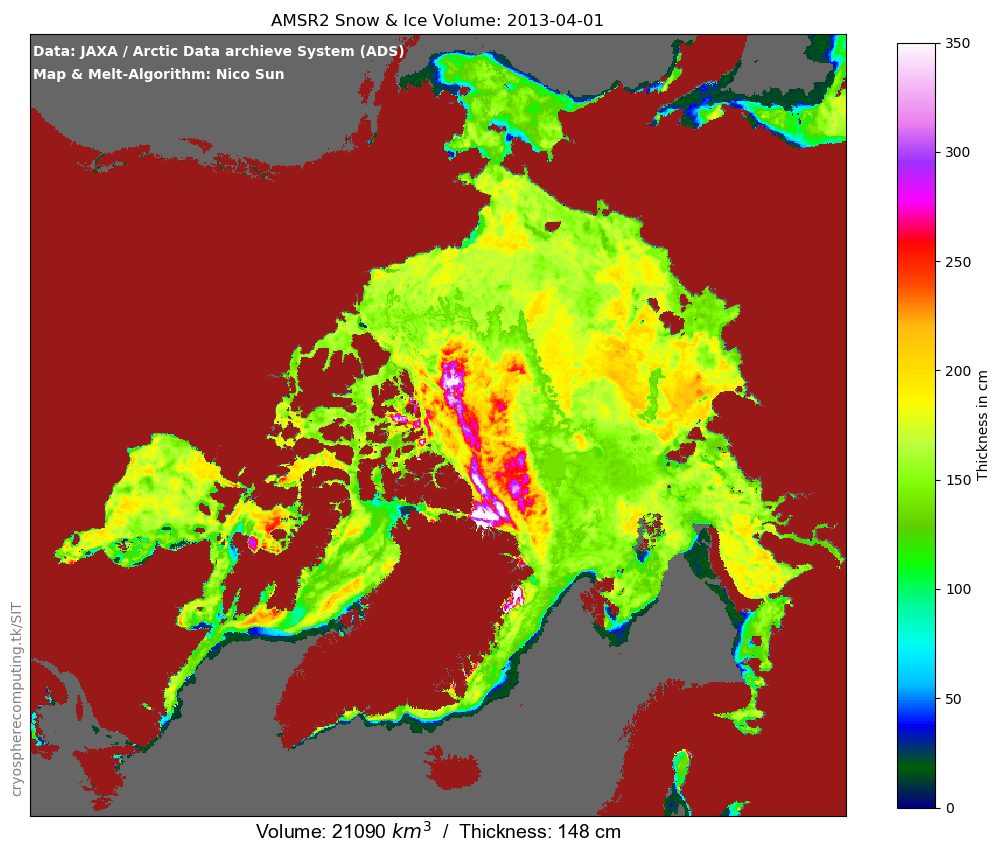 AMSR2 Snow & Ice Volume: 2013-04-01
Data: JAXA / Arctic Data archieve System (ADS)
Map & Melt-Algorithm: Nico Sun
350
300
250
200
150
100
50
0
Thickness in cm
cryospherecomputing.tk/SIT
Volume: 21090 km³ / Thickness: 148 cm